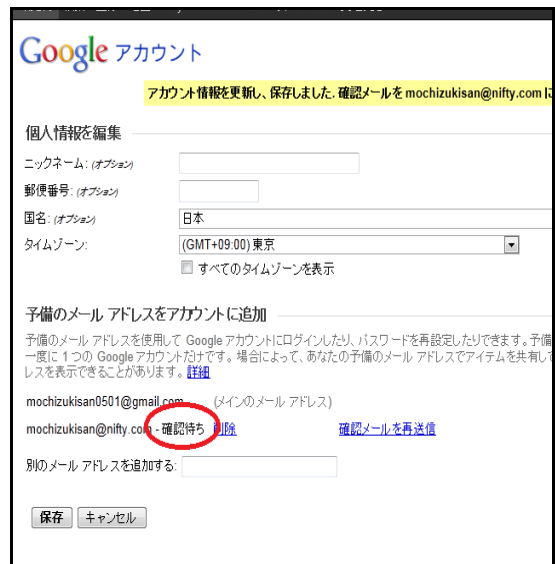 Google アカウント
アカウント情報を更新し、保存しました. 確認メールを mochizukisan@nifty.com に
個人情報を編集
ニックネーム: (オプション)
郵便番号: (オプション)
国名: (オプション) 日本
タイムゾーン: (GMT+09:00) 東京
すべてのタイムゾーンを表示
予備のメール アドレスをアカウントに追加
予備のメール アドレスを使用して Google アカウントにログインしたり、パスワードを再設定したりできます。予備
一度に 1 つの Google アカウントだけです。場合によって、あなたの予備のメール アドレスでアイテムを共有して
レスを表示できることがあります。詳細
mochizukisan0501@gmail.com (メインのメール アドレス)
mochizukisan@nifty.com - 確認待ち 削除 確認メールを再送信
別のメール アドレスを追加する:
保存 キャンセル